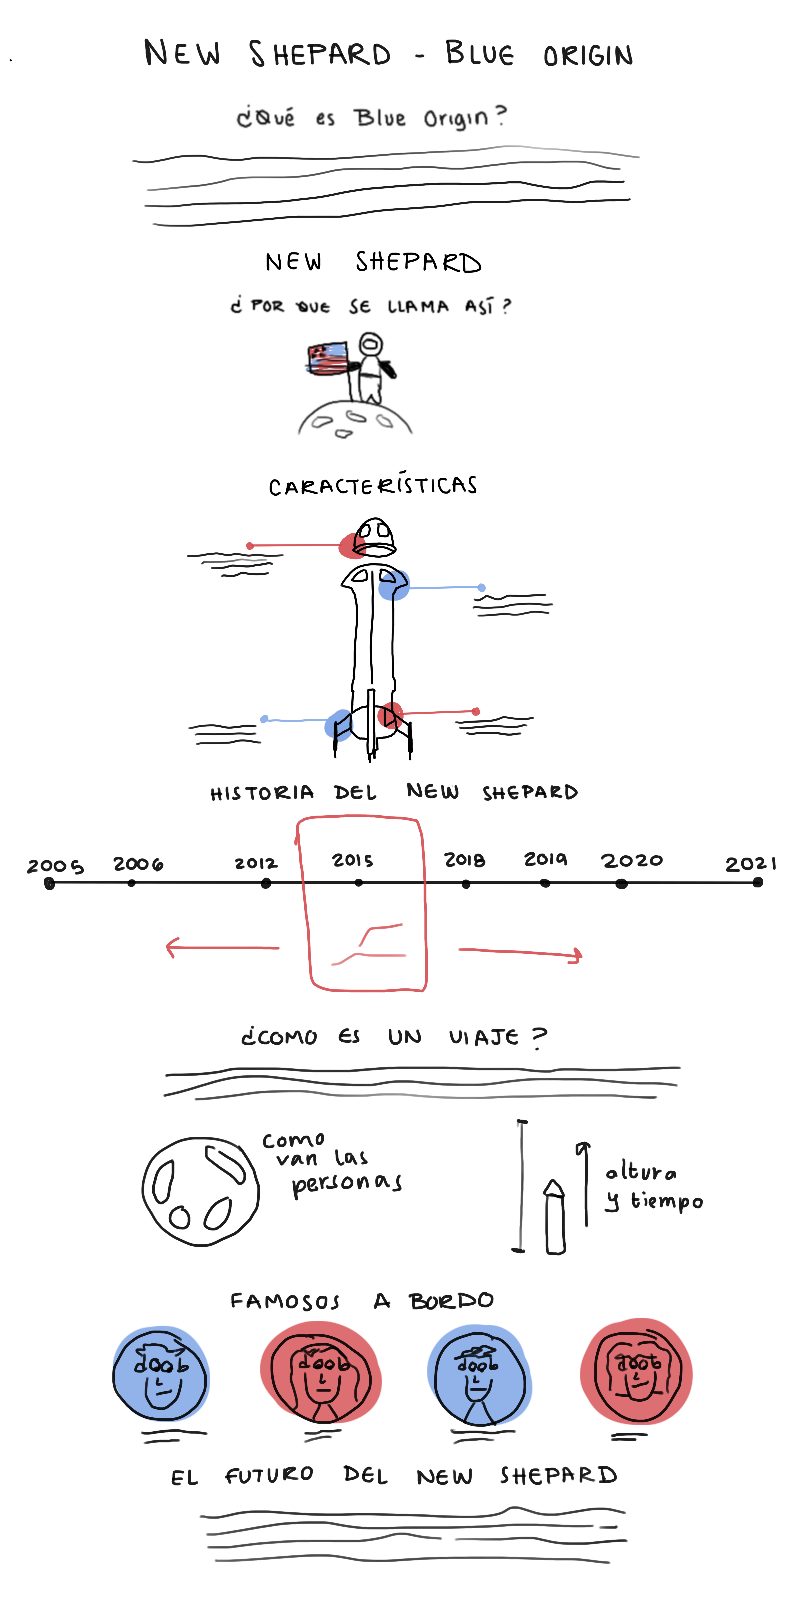 NEW SHEPARD - BLUE ORIGIN
¿Qué es Blue Origin?
NEW SHEPARD
¿POR QUE SE LLAMA ASÍ?
CARACTERÍSTICAS
HISTORIA DEL NEW SHEPARD
2005 2006 2012 2015 2018 2019 2020 2021
¿COMO ES UN VIAJE?
como
van las
personas
altura
y tiempo
FAMOSOS A BORDO
EL FUTURO DEL NEW SHEPARD